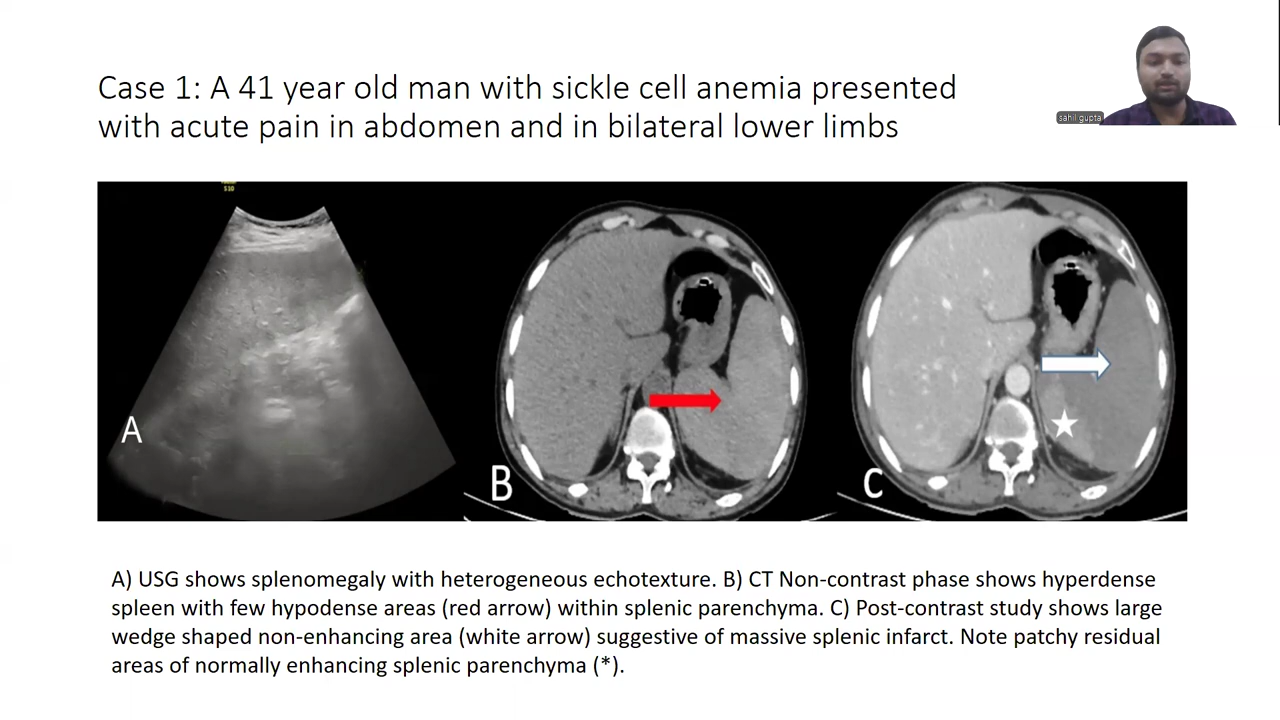 Case 1: A 41 year old man with sickle cell anemia presented
with acute pain in abdomen and in bilateral lower limbs
sahil gupta
S10
A
B
C
A) USG shows splenomegaly with heterogeneous echotexture. B) CT Non-contrast phase shows hyperdense
spleen with few hypodense areas (red arrow) within splenic parenchyma. C) Post-contrast study shows large
wedge shaped non-enhancing area (white arrow) suggestive of massive splenic infarct. Note patchy residual
areas of normally enhancing splenic parenchyma (*).